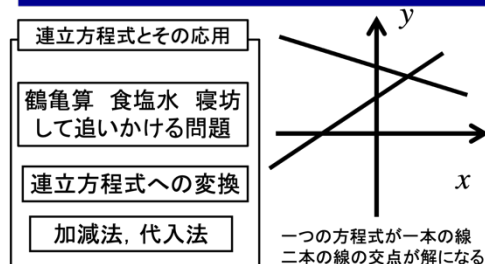 連立方程式とその応用
鶴亀算 食塩水 寝坊
して追いかける問題
連立方程式への変換
加減法, 代入法
y
x
一つの方程式が一本の線
二本の線の交点が解になる